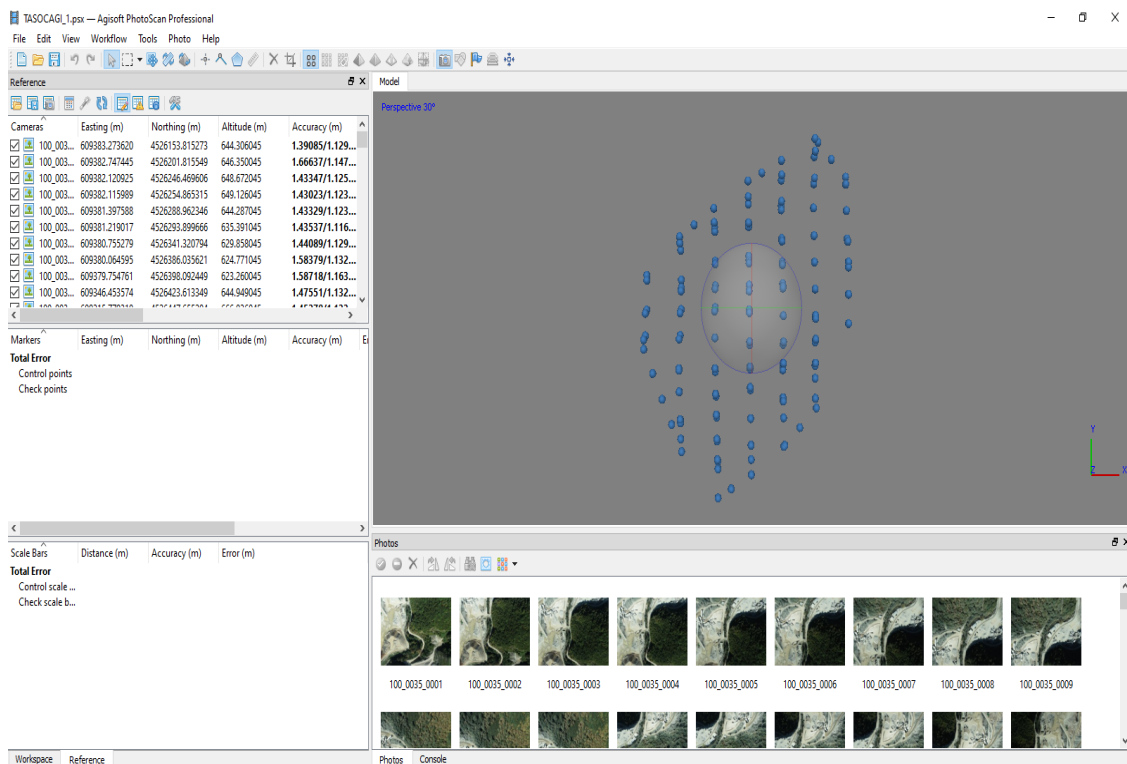 TASOCAGI_1.psx — Agisoft PhotoScan Professional
File Edit View Workflow Tools Photo Help
Reference
Cameras Easting (m) Northing (m) Altitude (m) Accuracy (m)
100_003... 609383.273620 4526153.815273 644.306045 1.39085/1.129...
100_003... 609382.747445 4526201.815549 646.350045 1.66637/1.147...
100_003... 609382.120925 4526246.469606 648.672045 1.43347/1.125...
100_003... 609382.115989 4526254.865315 649.126045 1.43023/1.123...
100_003... 609381.397588 4526288.962346 644.287045 1.43329/1.123...
100_003... 609381.219017 4526293.899666 635.391045 1.43537/1.116...
100_003... 609380.755279 4526341.320794 629.858045 1.44089/1.129...
100_003... 609380.064595 4526386.035621 624.771045 1.58379/1.132...
100_003... 609379.754761 4526398.092449 623.260045 1.58718/1.163...
100_003... 609346.453574 4526423.613349 644.949045 1.47551/1.132...
Markers Easting (m) Northing (m) Altitude (m) Accuracy (m)
Total Error
Control points
Check points
Scale Bars Distance (m) Accuracy (m) Error (m)
Total Error
Control scale ...
Check scale b...
Workspace Reference
Model
Perspective 30°
Y
Z X
Photos
100_0035_0001 100_0035_0002 100_0035_0003 100_0035_0004 100_0035_0005 100_0035_0006 100_0035_0007 100_0035_0008 100_0035_0009
Photos Console